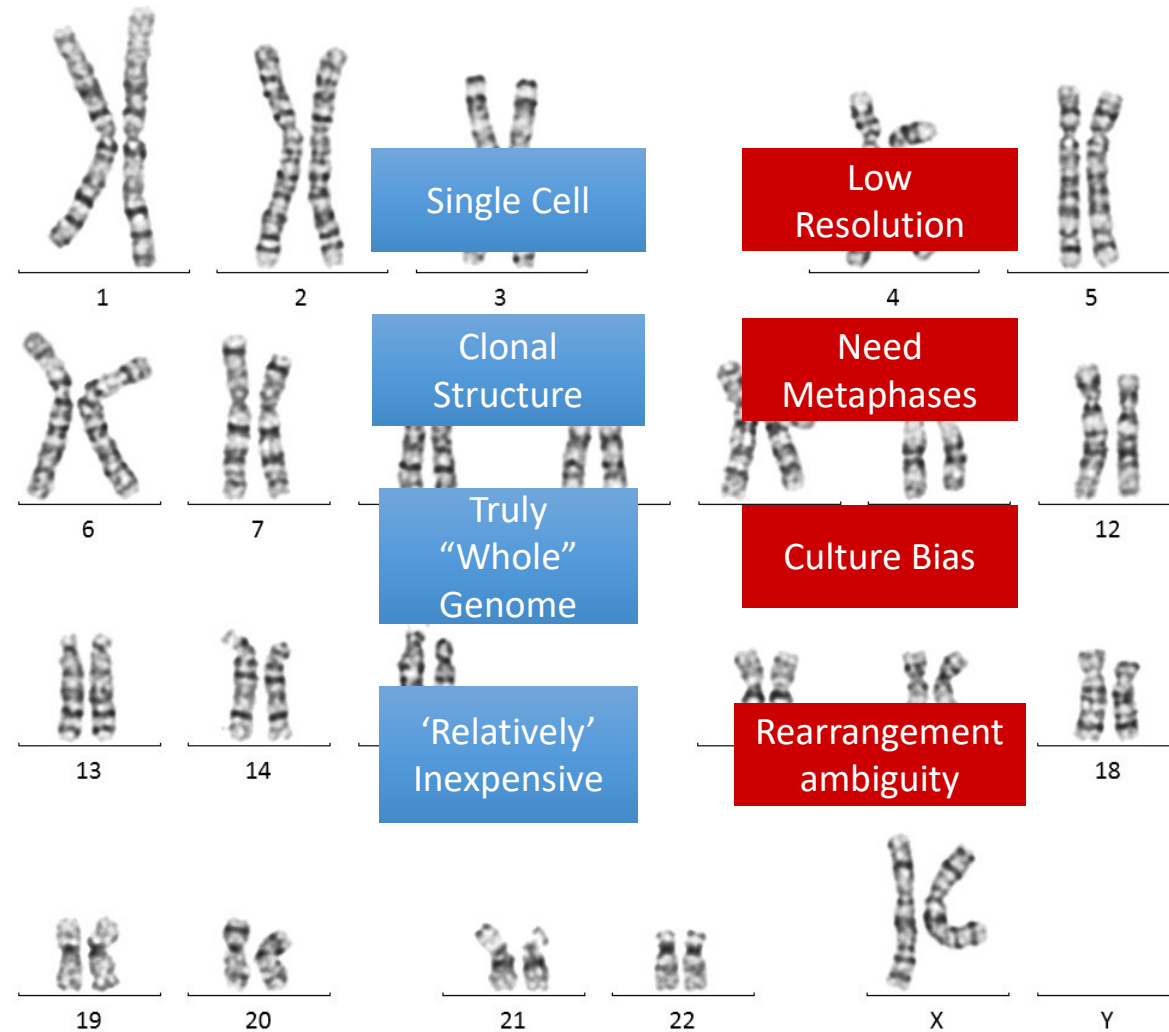 Single Cell
Low
Resolution
1 2 3 4 5
Clonal
Structure
Need
Metaphases
6 7 12
Truly
“Whole”
Genome
Culture Bias
‘Relatively’
Inexpensive
Rearrangement
ambiguity
13 14 18
19 20 21 22 X Y